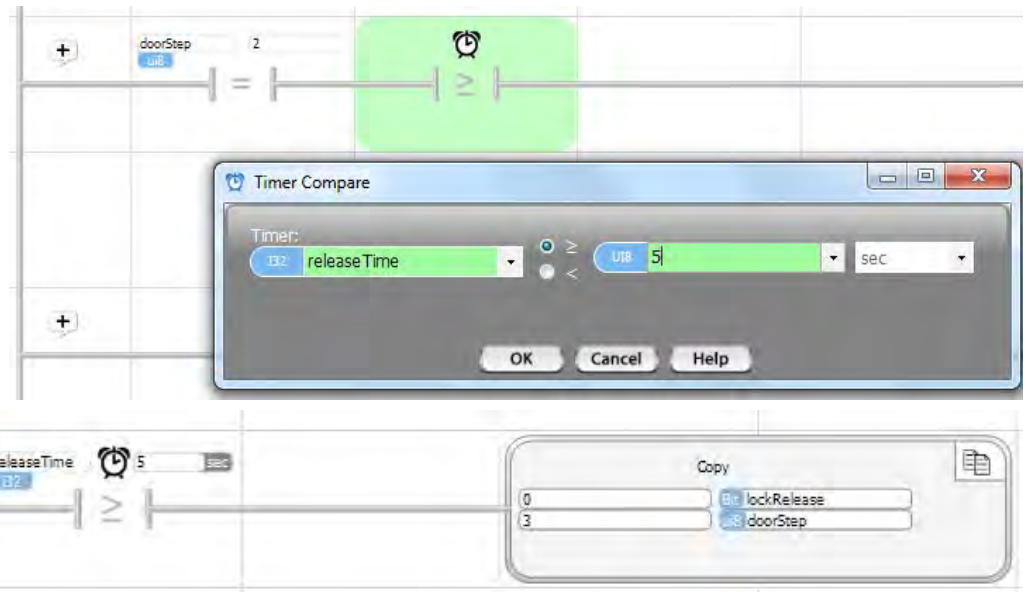 +
doorStep 2
ui8
=
≥
Timer Compare
Timer:
I32 releaseTime ≥ UI8 5 sec
<
OK Cancel Help
+
eleaseTime 5 sec
i32
≥
Copy
0 Bit lockRelease
3 ui8 doorStep